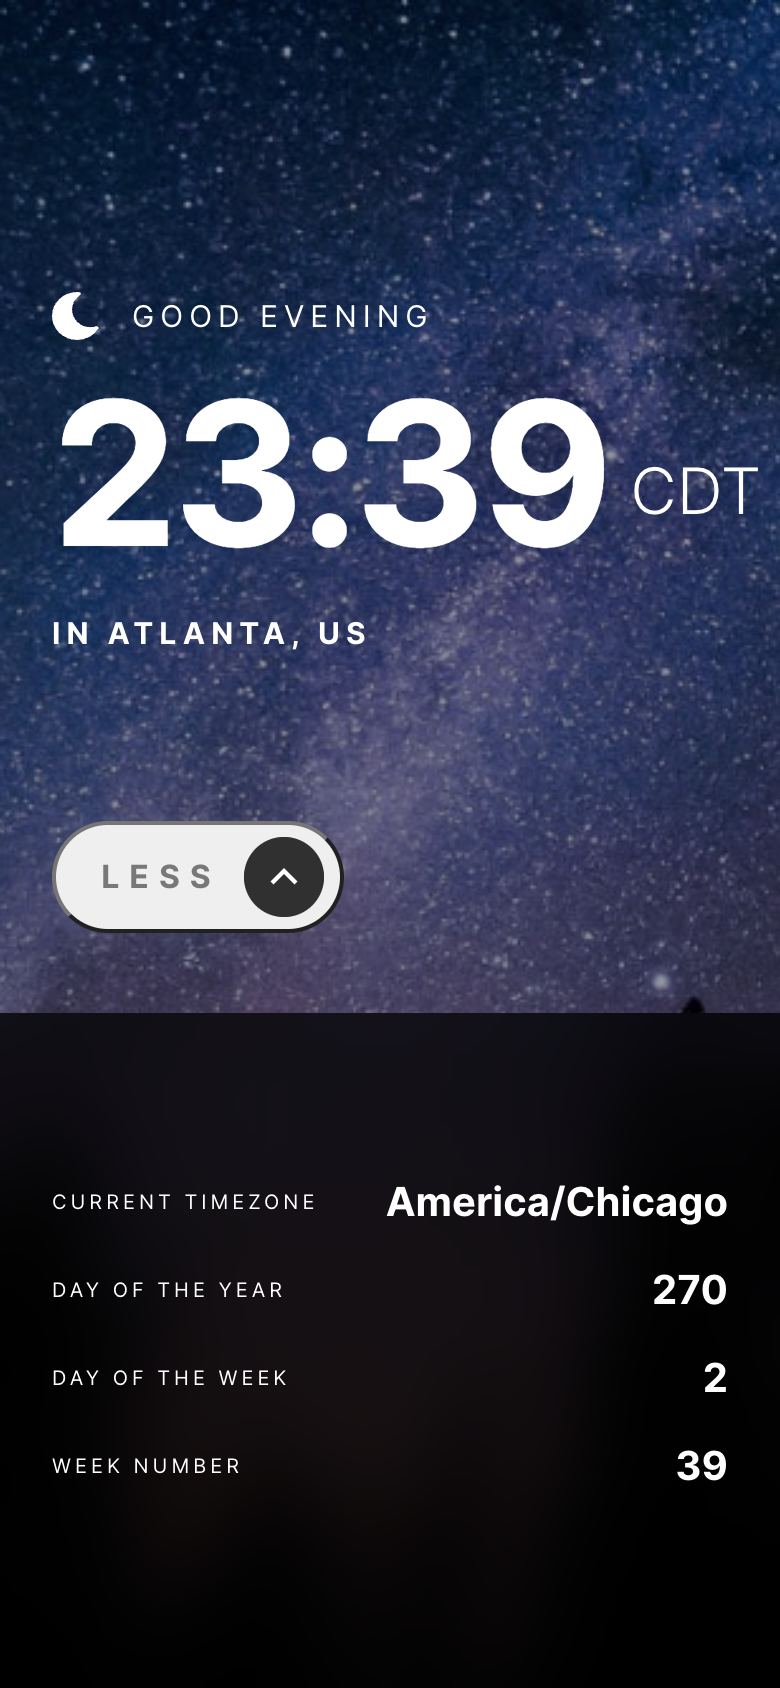 GOOD EVENING
23:39 CDT
IN ATLANTA, US
LESS
CURRENT TIMEZONE America/Chicago
DAY OF THE YEAR 270
DAY OF THE WEEK 2
WEEK NUMBER 39